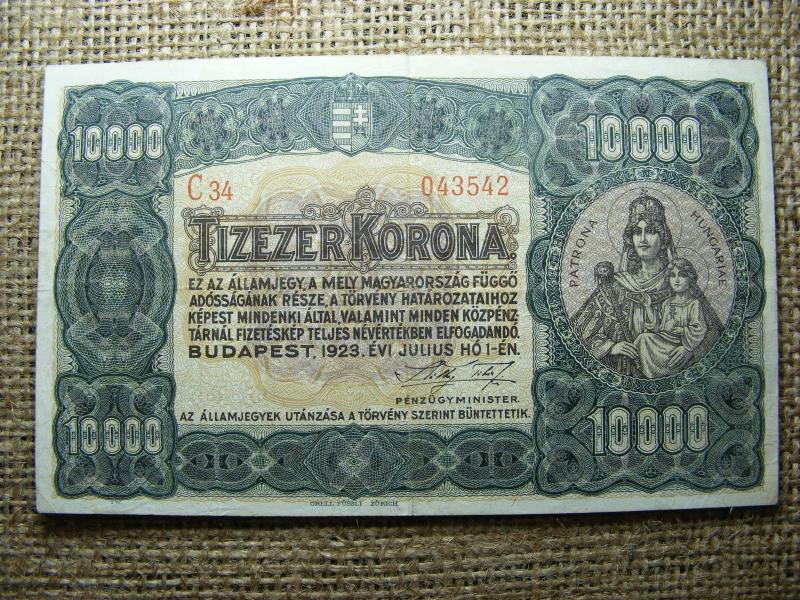 10000
10000
C 34 043542
TIZEZER KORONA.
PATRONA HUNGARIAE
EZ AZ ÁLLAMJEGY, A MELY MAGYARORSZÁG FÜGGŐ
ADÓSSÁGÁNAK RÉSZE, A TÖRVÉNY HATÁROZATAIHOZ
KÉPEST MINDENKI ÁLTAL, VALAMINT MINDEN KÖZPÉNZ
TÁRNÁL FIZETÉSKÉP TELJES NÉVÉRTÉKBEN ELFOGADANDÓ.
BUDAPEST, 1923. ÉVI JULIUS HÓ 1-ÉN.
PÉNZÜGYMINISTER.
AZ ÁLLAMJEGYEK UTÁNZÁSA A TÖRVÉNY SZERINT BÜNTETTETIK.
10000
10000
ORELL FÜSSLI ZÜRICH